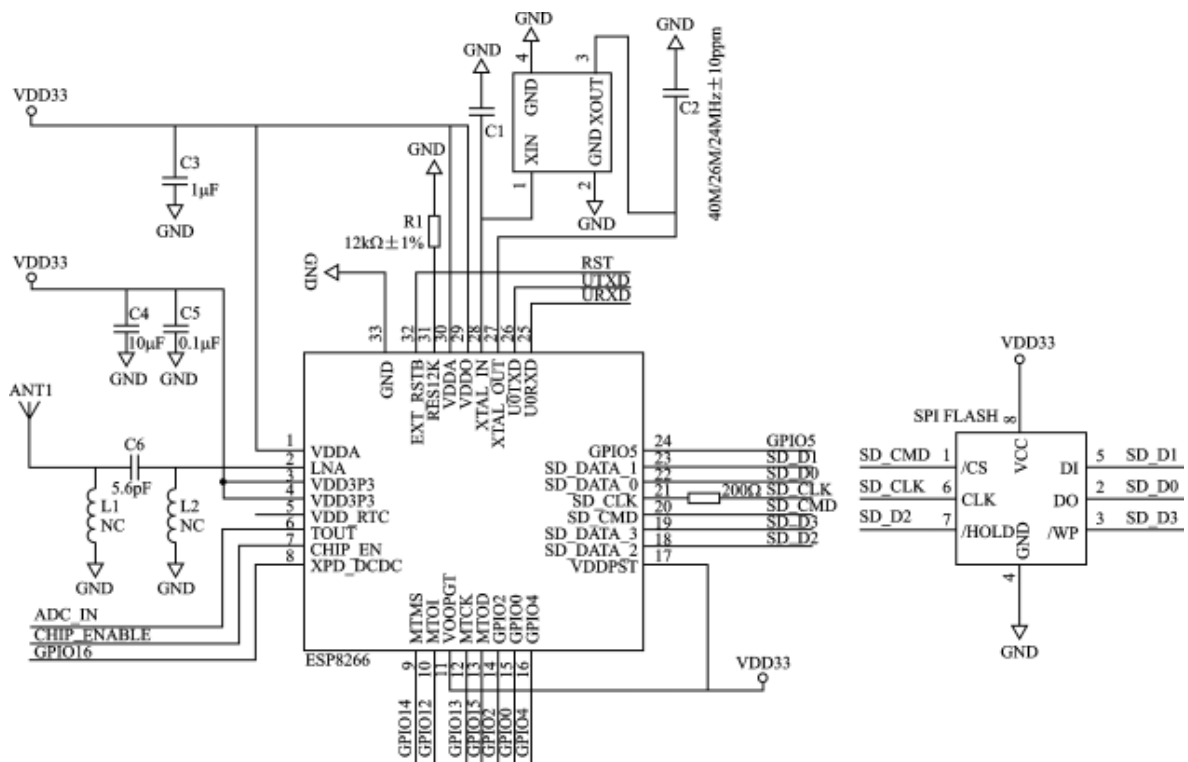 GND
GND
GND
4
3
GND
XOUT
XIN
GND
1
2
GND
C1
C2
40M/26M/24MHz±10ppm
VDD33
C3
1μF
GND
GND
R1
12kΩ±1%
VDD33
GND
C4
10μF
GND
C5
0.1μF
GND
RST
UTXD
URXD
33
32
31
30
29
28
27
26
25
GND
EXT_RSTB
RES12K
VDDA
VDDO
XTAL_IN
XTAL_OUT
U0TXD
U0RXD
ANT1
C6
5.6pF
L1
NC
GND
L2
NC
GND
1
VDDA
2
LNA
3
VDD3P3
4
VDD3P3
5
VDD_RTC
6
TOUT
7
CHIP_EN
8
XPD_DCDC
ADC_IN
CHIP_ENABLE
GPIO16
GPIO5
24
GPIO5
SD_DATA_1
23
SD_D1
SD_DATA_0
22
SD_D0
SD_CLK
21
200Ω
SD_CLK
SD_CMD
20
SD_CMD
SD_DATA_3
19
SD_D3
SD_DATA_2
18
SD_D2
VDDPST
17
MTMS
MTOI
VOOPGT
MTCK
MTOD
GPIO2
GPIO0
GPIO4
ESP8266
9
10
11
12
13
14
15
16
GPIO14
GPIO12
GPIO13
GPIO15
GPIO2
GPIO0
GPIO4
VDD33
VDD33
SPI FLASH
8
VCC
SD_CMD
1
/CS
DI
5
SD_D1
SD_CLK
6
CLK
DO
2
SD_D0
SD_D2
7
/HOLD
/WP
3
SD_D3
GND
4
GND